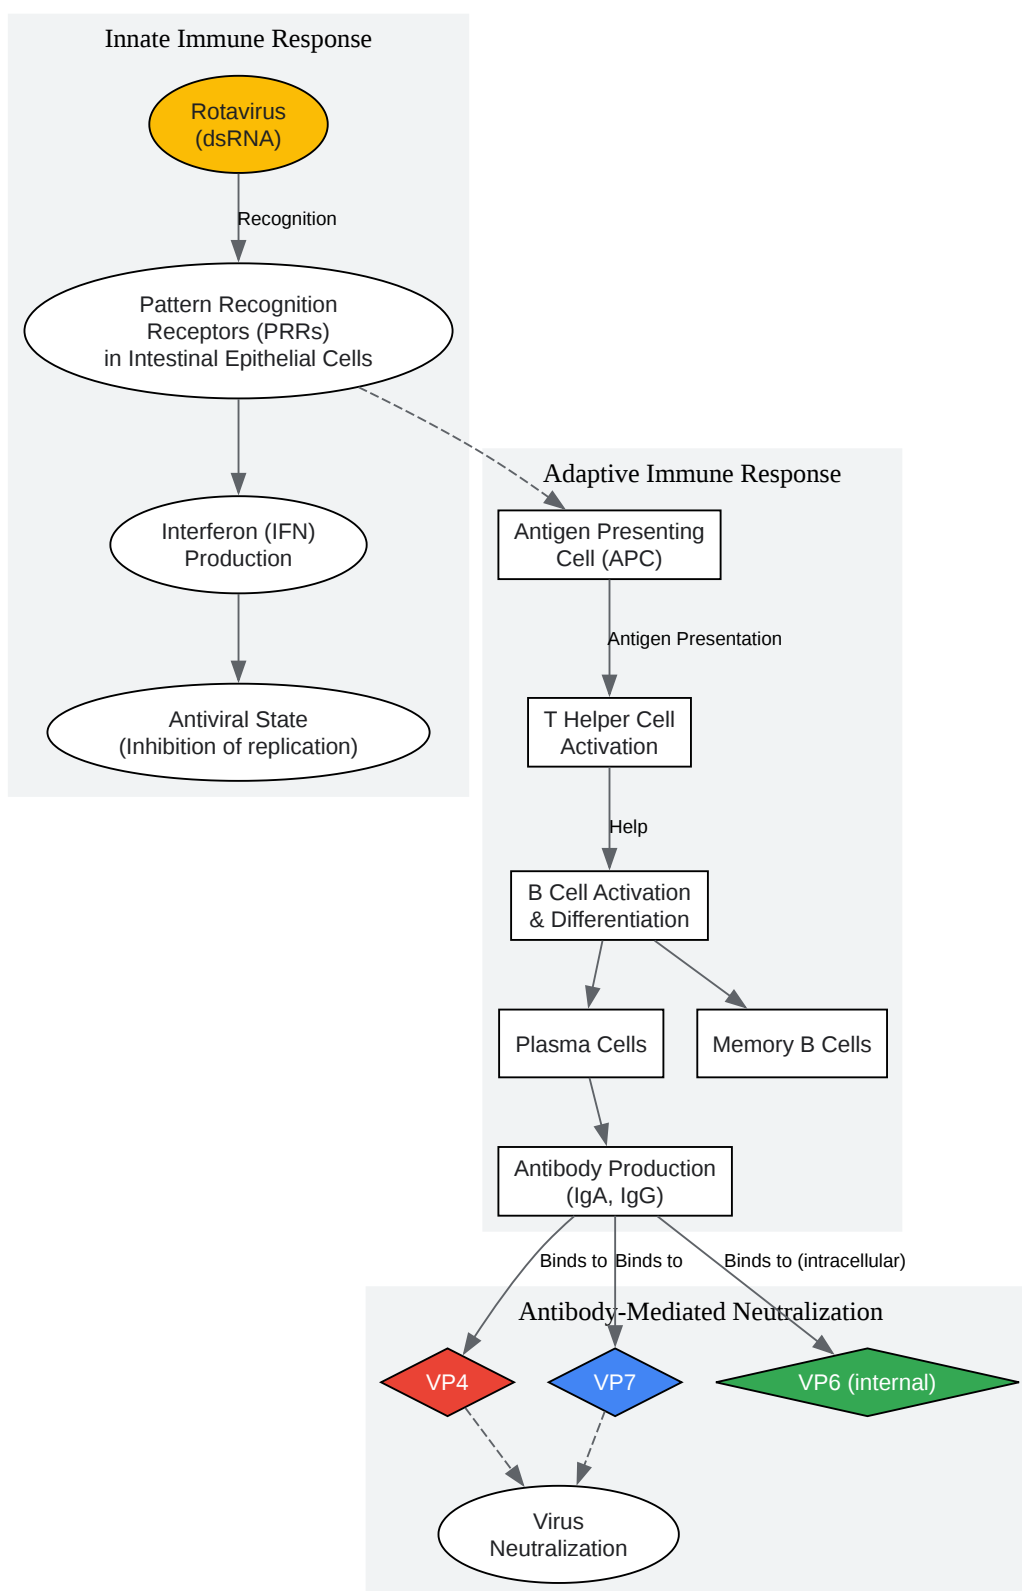 Innate Immune Response
Rotavirus
(dsRNA)
Recognition
Pattern Recognition
Receptors (PRRs)
in Intestinal Epithelial Cells
Interferon (IFN)
Production
Antiviral State
(Inhibition of replication)
Adaptive Immune Response
Antigen Presenting
Cell (APC)
Antigen Presentation
T Helper Cell
Activation
Help
B Cell Activation
& Differentiation
Plasma Cells
Memory B Cells
Antibody Production
(IgA, IgG)
Binds to
Binds to
Binds to (intracellular)
Antibody-Mediated Neutralization
VP4
VP7
VP6 (internal)
Virus
Neutralization